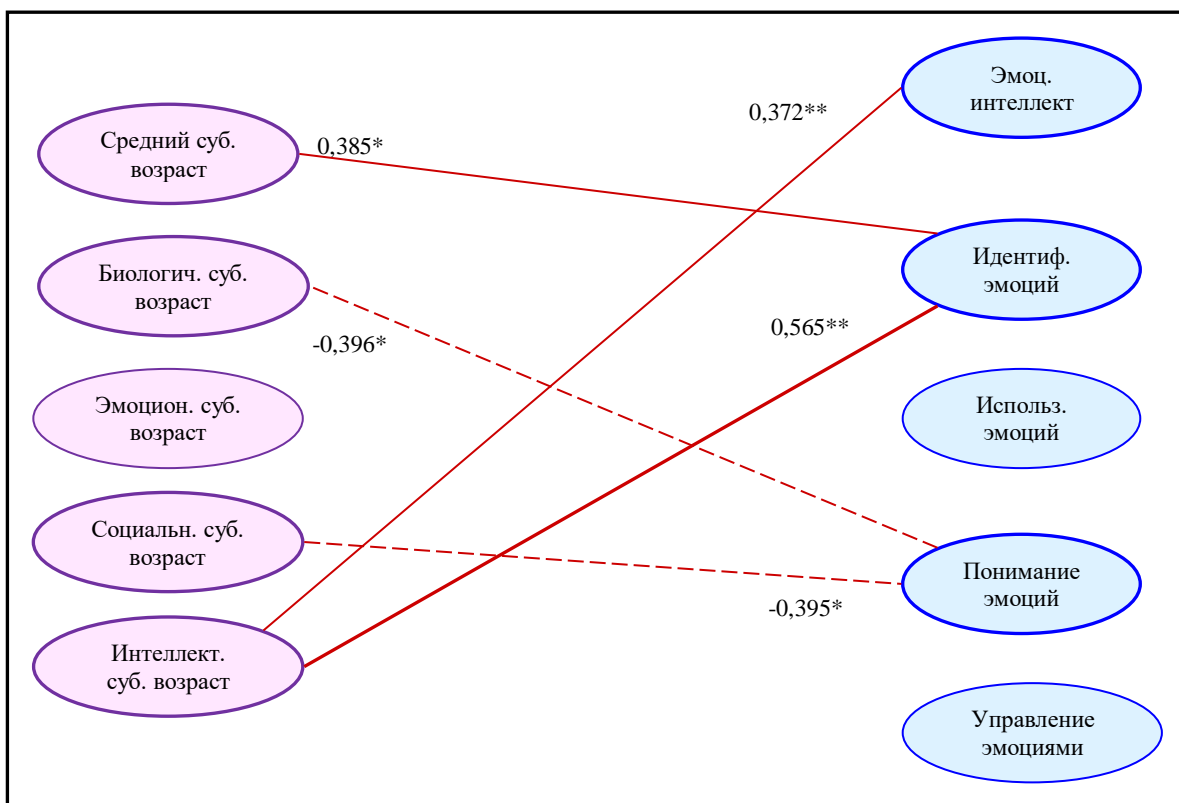 Эмоц.
интеллект
0,372**
Средний суб.
возраст
0,385*
Биологич. суб.
возраст
Идентиф.
эмоций
-0,396*
0,565**
Эмоцион. суб.
возраст
Использ.
эмоций
Социальн. суб.
возраст
Понимание
эмоций
-0,395*
Интеллект.
суб. возраст
Управление
эмоциями